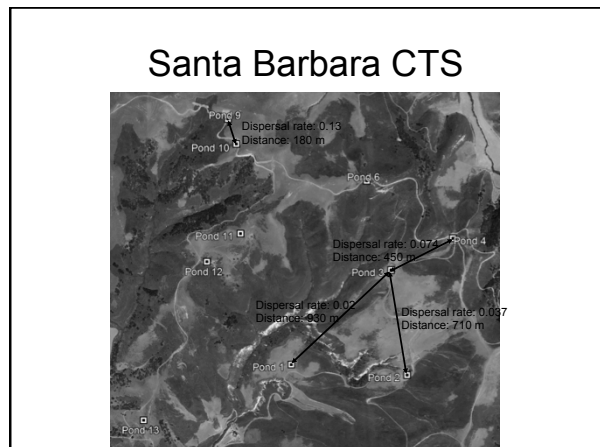 Santa Barbara CTS
Pond 9
Dispersal rate: 0.13
Pond 10
Distance: 180 m
Pond 6
Pond 11
Pond 4
Dispersal rate: 0.074
Distance: 450 m
Pond 12
Pond 3
Dispersal rate: 0.02
Distance: 930 m
Dispersal rate: 0.037
Distance: 710 m
Pond 1
Pond 2
Pond 13